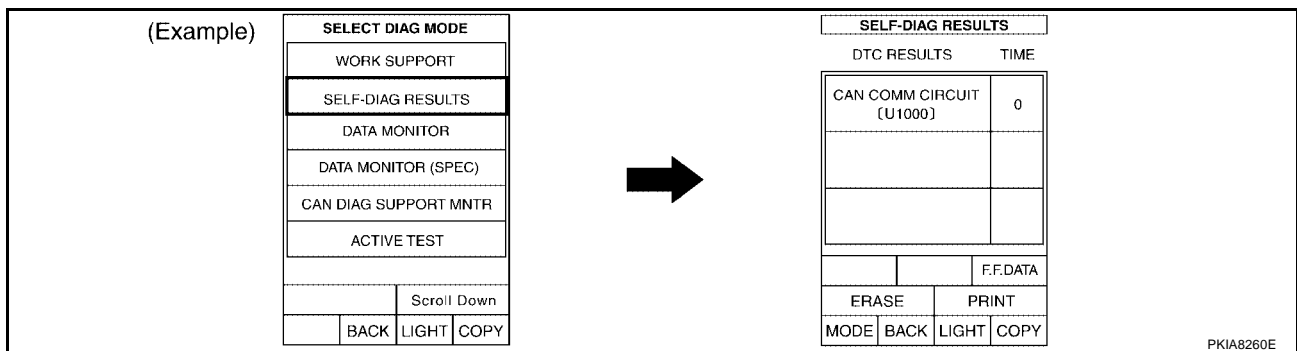 (Example)
SELECT DIAG MODE
WORK SUPPORT
SELF-DIAG RESULTS
DATA MONITOR
DATA MONITOR (SPEC)
CAN DIAG SUPPORT MNTR
ACTIVE TEST
Scroll Down
BACK LIGHT COPY
SELF-DIAG RESULTS
DTC RESULTS TIME
CAN COMM CIRCUIT 0
[U1000]
F.F.DATA
ERASE PRINT
MODE BACK LIGHT COPY
PKIA8260E